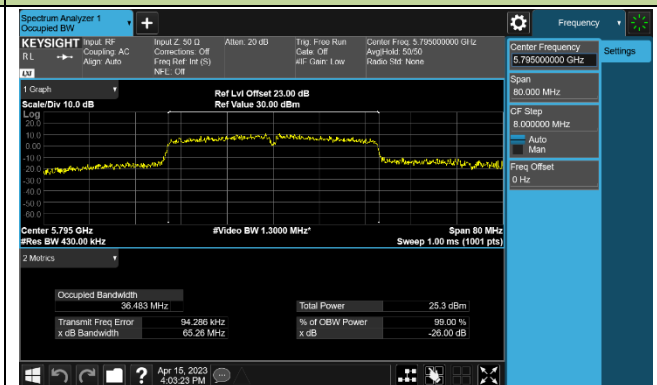 Spectrum Analyzer 1
Occupied BW
+
Frequency
KEYSIGHT
Input: RF
Coupling: AC
Align: Auto
Input Z: 50 Ω
Corrections: Off
Freq Ref: Int (S)
NFE: Off
Atten: 20 dB
Trig: Free Run
Gate: Off
#IF Gain: Low
Center Freq: 5.795000000 GHz
Avg|Hold: 50/50
Radio Std: None
RL
LXI
Center Frequency
5.795000000 GHz
Settings
Span
80.000 MHz
CF Step
8.000000 MHz
Auto
Man
Freq Offset
0 Hz
1 Graph
Scale/Div 10.0 dB
Ref Lvl Offset 23.00 dB
Ref Value 30.00 dBm
Log
20.0
10.0
0.00
-10.0
-20.0
-30.0
-40.0
-50.0
-60.0
Center 5.795 GHz
#Video BW 1.3000 MHz*
Span 80 MHz
#Res BW 430.00 kHz
Sweep 1.00 ms (1001 pts)
2 Metrics
Occupied Bandwidth
36.483 MHz
Total Power 25.3 dBm
Transmit Freq Error 94.286 kHz
% of OBW Power 99.00 %
x dB Bandwidth 65.26 MHz
x dB -26.00 dB
?
Apr 15, 2023
4:03:23 PM